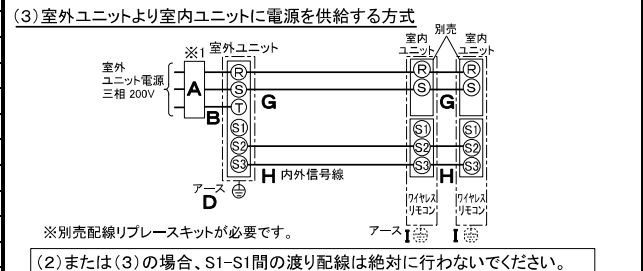 (3)室外ユニットより室内ユニットに電源を供給する方式
別売
※1 室外ユニット 室内ユニット 室内ユニット
室外
ユニット電源
三相 200V
A
B
R R R
S G S G S
T
S1 S1 S1
S2 S2 S2
S3 H 内外信号線 S3 H S3
アース
D
ワイヤレスリモコン ワイヤレスリモコン
アース I I
※別売配線リプレースキットが必要です。
(2)または(3)の場合、S1-S1間の渡り配線は絶対に行わないでください。